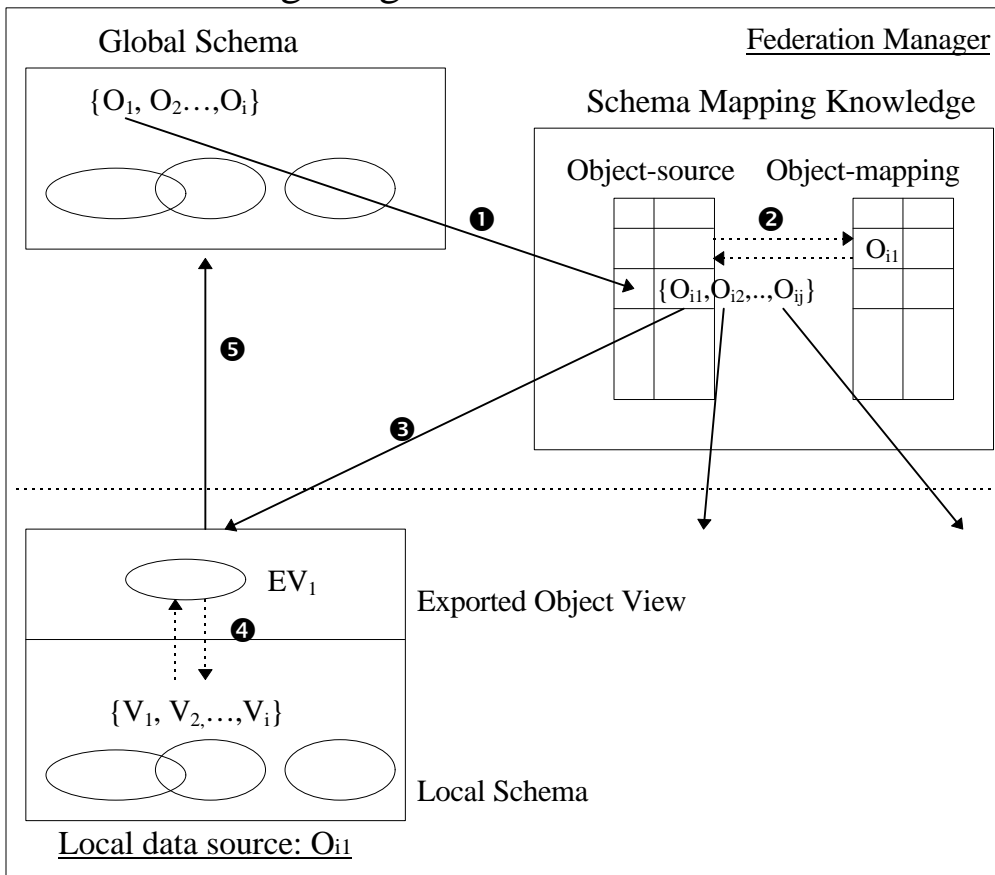 Global Schema
Federation Manager
{O₁, O₂…,Oᵢ}
Schema Mapping Knowledge
Object-source
Object-mapping
❶
❷
Oᵢ₁
{Oᵢ₁,Oᵢ₂,..,Oᵢⱼ}
❺
❸
EV₁
Exported Object View
❹
{V₁, V₂,…,Vᵢ}
Local Schema
Local data source: Oᵢ₁